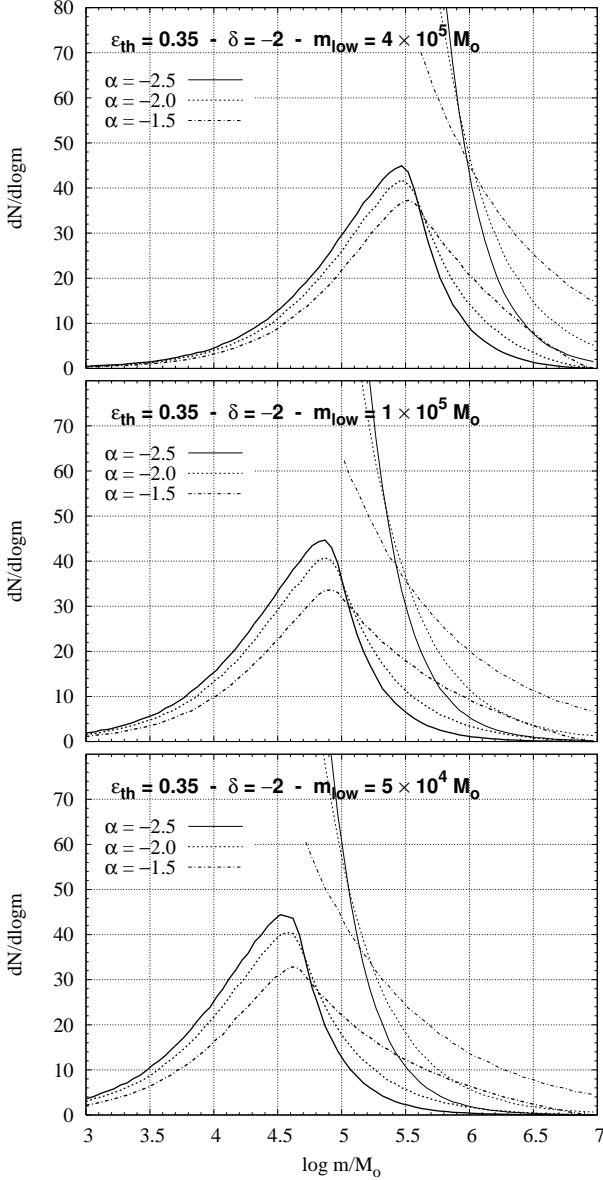 80
ε_th = 0.35 - δ = −2 - m_low = 4 × 10^5 M_o
70
α = −2.5
60
α = −2.0
α = −1.5
50
40
30
20
10
0
dN/dlogm
ε_th = 0.35 - δ = −2 - m_low = 1 × 10^5 M_o
70
α = −2.5
60
α = −2.0
α = −1.5
50
40
30
20
10
0
dN/dlogm
ε_th = 0.35 - δ = −2 - m_low = 5 × 10^4 M_o
70
α = −2.5
60
α = −2.0
α = −1.5
50
40
30
20
10
0
dN/dlogm
3 3.5 4 4.5 5 5.5 6 6.5 7
log m/M_o